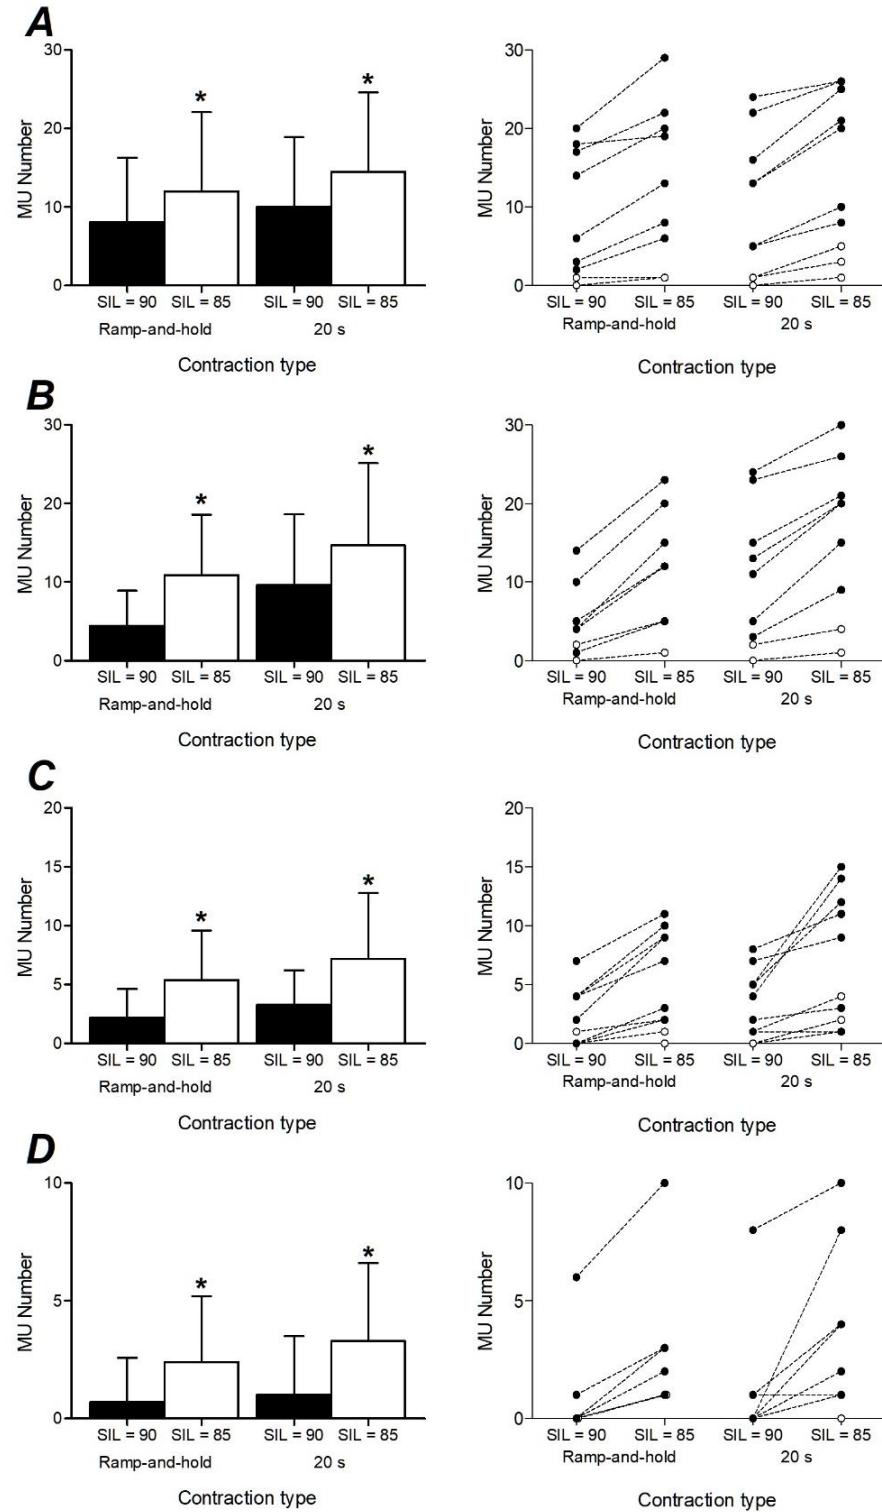 A
30
20
10
0
MU Number
*
*
SIL = 90 SIL = 85 SIL = 90 SIL = 85
Ramp-and-hold 20 s
Contraction type
30
20
10
0
MU Number
SIL = 90 SIL = 85 SIL = 90 SIL = 85
Ramp-and-hold 20 s
Contraction type
B
30
20
10
0
MU Number
*
*
SIL = 90 SIL = 85 SIL = 90 SIL = 85
Ramp-and-hold 20 s
Contraction type
30
20
10
0
MU Number
SIL = 90 SIL = 85 SIL = 90 SIL = 85
Ramp-and-hold 20 s
Contraction type
C
20
15
10
5
0
MU Number
*
*
SIL = 90 SIL = 85 SIL = 90 SIL = 85
Ramp-and-hold 20 s
Contraction type
20
15
10
5
0
MU Number
SIL = 90 SIL = 85 SIL = 90 SIL = 85
Ramp-and-hold 20 s
Contraction type
D
10
5
0
MU Number
*
*
SIL = 90 SIL = 85 SIL = 90 SIL = 85
Ramp-and-hold 20 s
Contraction type
10
5
0
MU Number
SIL = 90 SIL = 85 SIL = 90 SIL = 85
Ramp-and-hold 20 s
Contraction type